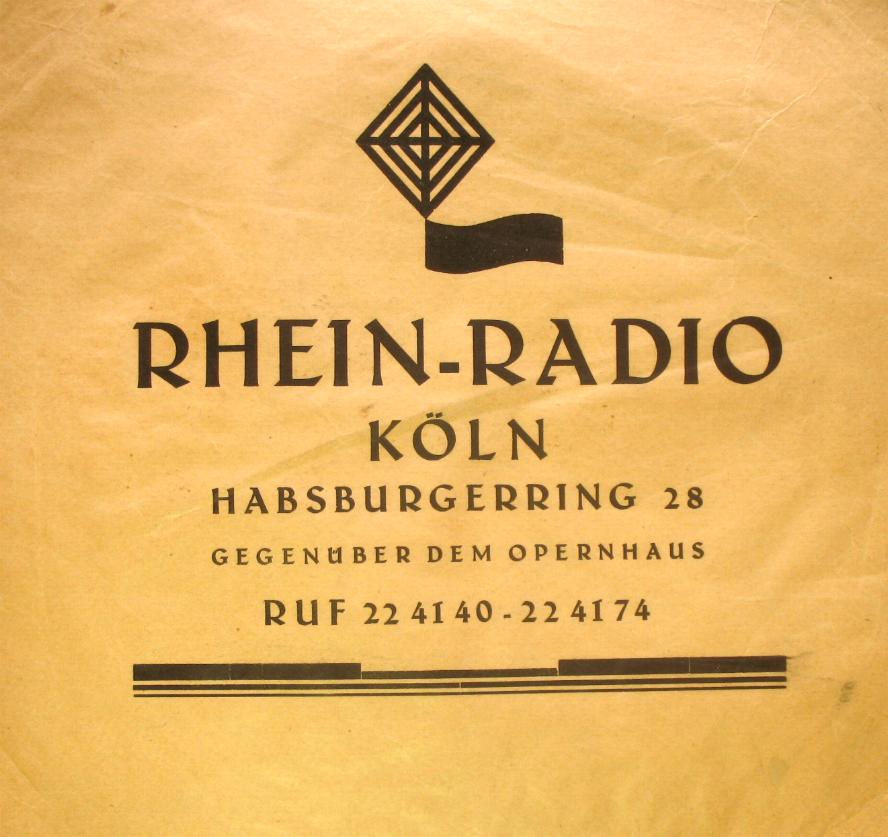 RHEIN-RADIO
KÖLN
HABSBURGERRING 28
GEGENÜBER DEM OPERNHAUS
RUF 22 41 40 - 22 41 74